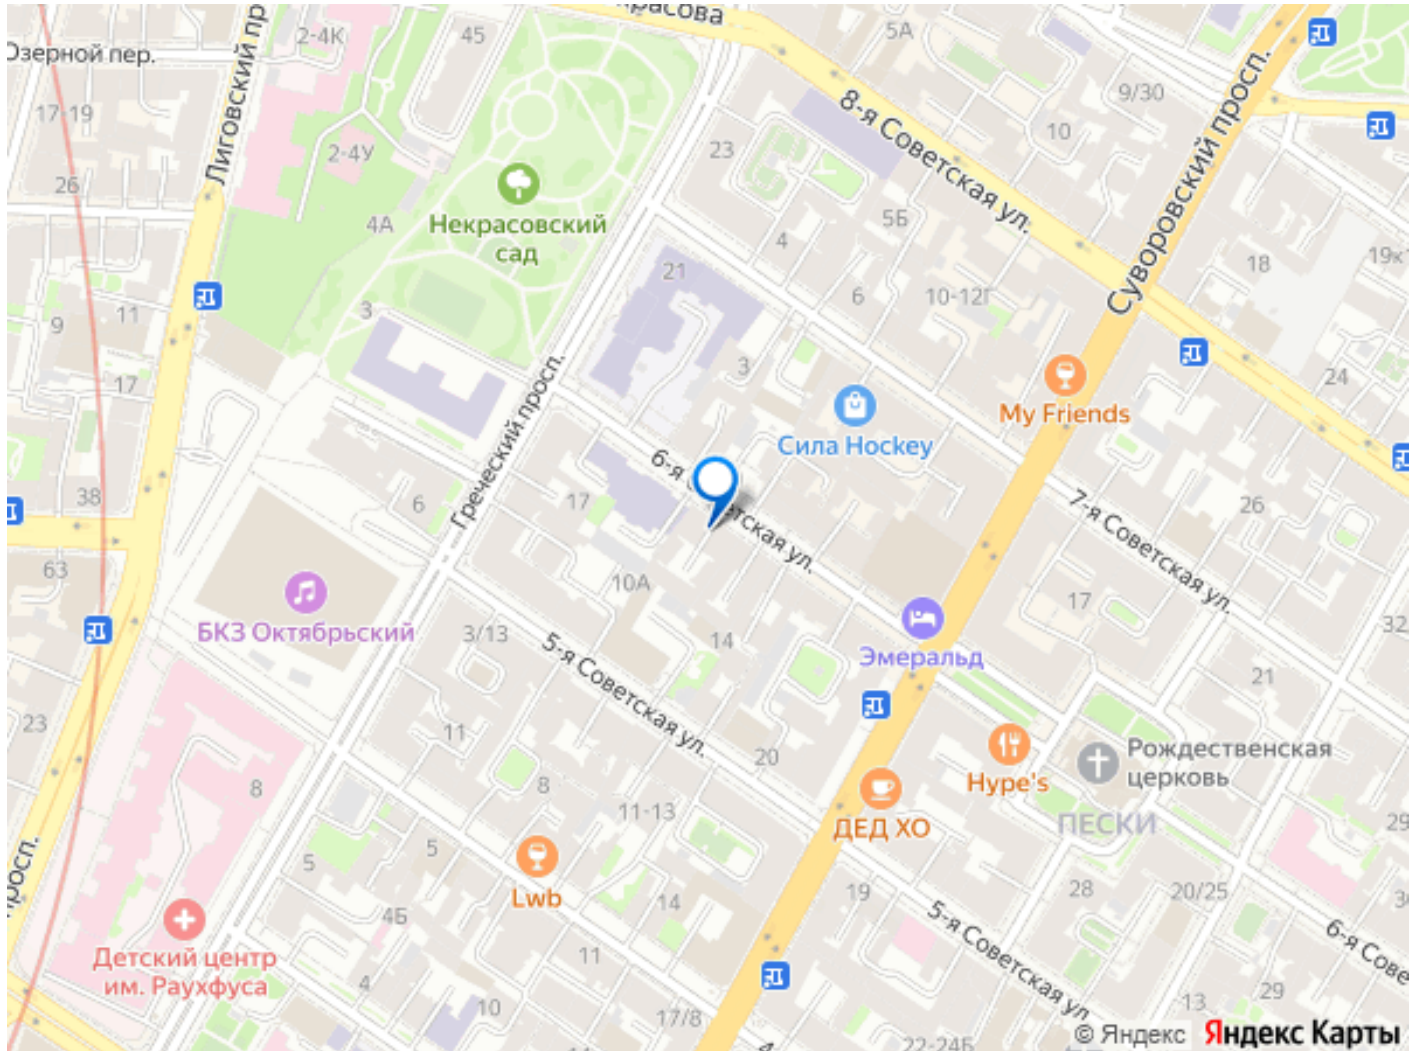 Озерной пер.
Лиговский пр
2-4К
45
5А
9/30
Суворовский просп.
17-19
2-4У
23
8-я Советская ул.
10
26
4А
Некрасовский
сад
4
5Б
18
21
6
10-12Г
3
9
11
17
3
24
My Friends
Сила Hockey
Греческий просп.
6-я
етская ул.
7-я Советская ул.
38
6
17
26
63
10А
БКЗ Октябрьский
3/13
14
17
32
5-я Советская ул.
Эмеральд
21
23
11
20
Рождественская
церковь
Hype's
8
8
11-13
ДЕД ХО
ПЕСКИ
29
росп.
5
5
Lwb
14
19
28
20/25
4Б
5-я Советская ул
6-я Сове
Детский центр
им. Раухфуса
4
11
10
17/8
13
29
22-24Б
© Яндекс Яндекс Карты